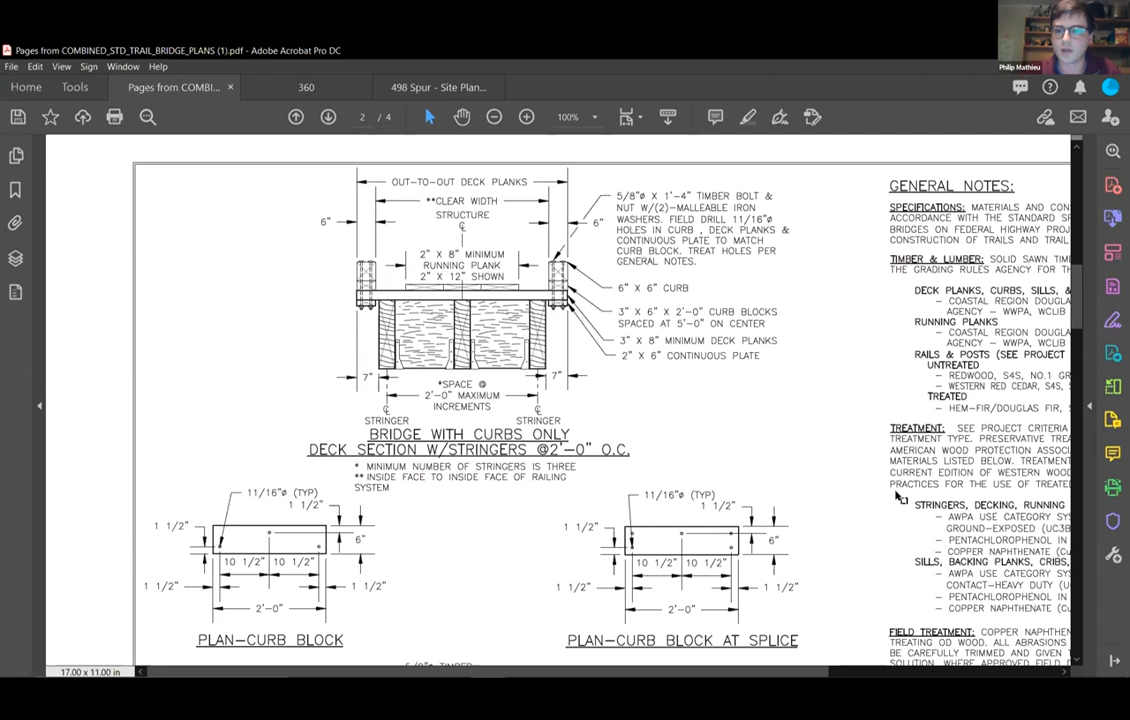 Pages from COMBINED_STD_TRAIL_BRIDGE_PLANS (1).pdf - Adobe Acrobat Pro DC
Philip Mathieu
File Edit View Sign Window Help
Home Tools Pages from COMBI... × 360 498 Spur - Site Plan...
2 / 4 100%
OUT-TO-OUT DECK PLANKS
**CLEAR WIDTH
STRUCTURE
℄
6"
6"
2" X 8" MINIMUM
RUNNING PLANK
2" X 12" SHOWN
5/8"ø X 1'-4" TIMBER BOLT &
NUT W/(2)-MALLEABLE IRON
WASHERS. FIELD DRILL 11/16"ø
HOLES IN CURB , DECK PLANKS &
CONTINUOUS PLATE TO MATCH
CURB BLOCK. TREAT HOLES PER
GENERAL NOTES.
6" X 6" CURB
3" X 6" X 2'-0" CURB BLOCKS
SPACED AT 5'-0" ON CENTER
3" X 8" MINIMUM DECK PLANKS
2" X 6" CONTINUOUS PLATE
7"
7"
*SPACE @
2'-0" MAXIMUM
INCREMENTS
℄
STRINGER
℄
STRINGER
BRIDGE WITH CURBS ONLY
DECK SECTION W/STRINGERS @2'-0" O.C.
* MINIMUM NUMBER OF STRINGERS IS THREE
** INSIDE FACE TO INSIDE FACE OF RAILING
SYSTEM
11/16"ø (TYP)
1 1/2"
1 1/2"
6"
10 1/2" 10 1/2"
1 1/2"
1 1/2"
2'-0"
PLAN-CURB BLOCK
11/16"ø (TYP)
1 1/2"
1 1/2"
6"
10 1/2" 10 1/2"
1 1/2"
1 1/2"
2'-0"
PLAN-CURB BLOCK AT SPLICE
GENERAL NOTES:
SPECIFICATIONS: MATERIALS AND CON
ACCORDANCE WITH THE STANDARD SP
BRIDGES ON FEDERAL HIGHWAY PROJ
CONSTRUCTION OF TRAILS AND TRAIL
TIMBER & LUMBER: SOLID SAWN TIM
THE GRADING RULES AGENCY FOR TH
DECK PLANKS, CURBS, SILLS, &
– COASTAL REGION DOUGLA
AGENCY – WWPA, WCLIB
RUNNING PLANKS
– COASTAL REGION DOUGLA
AGENCY – WWPA, WCLIB
RAILS & POSTS (SEE PROJECT
UNTREATED
– REDWOOD, S4S, NO.1 GR
– WESTERN RED CEDAR, S4S,
TREATED
– HEM-FIR/DOUGLAS FIR,
TREATMENT: SEE PROJECT CRITERIA
TREATMENT TYPE. PRESERVATIVE TREA
AMERICAN WOOD PROTECTION ASSOCI
MATERIALS LISTED BELOW. TREATMENT
CURRENT EDITION OF WESTERN WOOD
PRACTICES FOR THE USE OF TREATED
STRINGERS, DECKING, RUNNING
– AWPA USE CATEGORY SYS
GROUND-EXPOSED (UC3B
– PENTACHLOROPHENOL IN
– COPPER NAPHTHENATE (Cu
SILLS, BACKING PLANKS, CRIBS,
– AWPA USE CATEGORY SYS
CONTACT-HEAVY DUTY (U
– PENTACHLOROPHENOL IN
– COPPER NAPHTHENATE (C
FIELD TREATMENT: COPPER NAPHTHEN
TREATING OD WOOD. ALL ABRASIONS
BE CAREFULLY TRIMMED AND GIVEN
SOLUTION. WHERE APPROVED FIELD
5/8"ø TIMBER
17.00 x 11.00 in